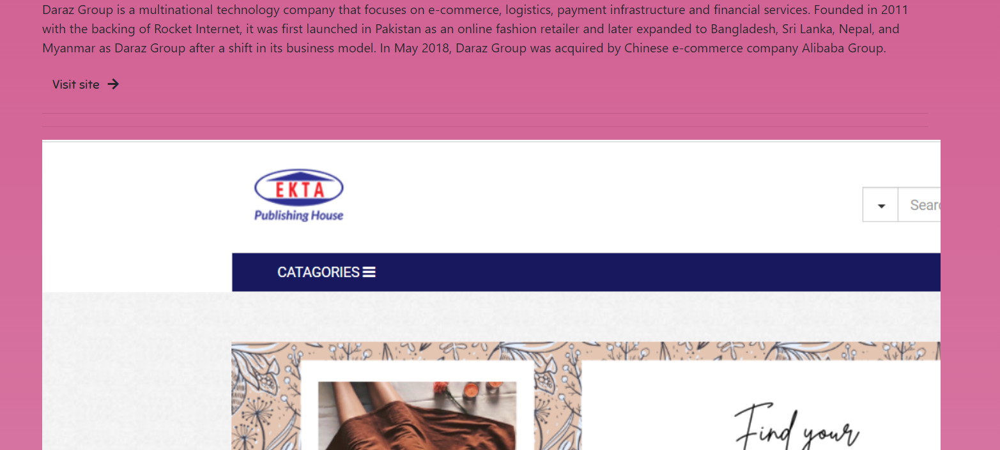 Daraz Group is a multinational technology company that focuses on e-commerce, logistics, payment infrastructure and financial services. Founded in 2011
with the backing of Rocket Internet, it was first launched in Pakistan as an online fashion retailer and later expanded to Bangladesh, Sri Lanka, Nepal, and
Myanmar as Daraz Group after a shift in its business model. In May 2018, Daraz Group was acquired by Chinese e-commerce company Alibaba Group.
Visit site
EKTA
Publishing House
CATAGORIES
Find your